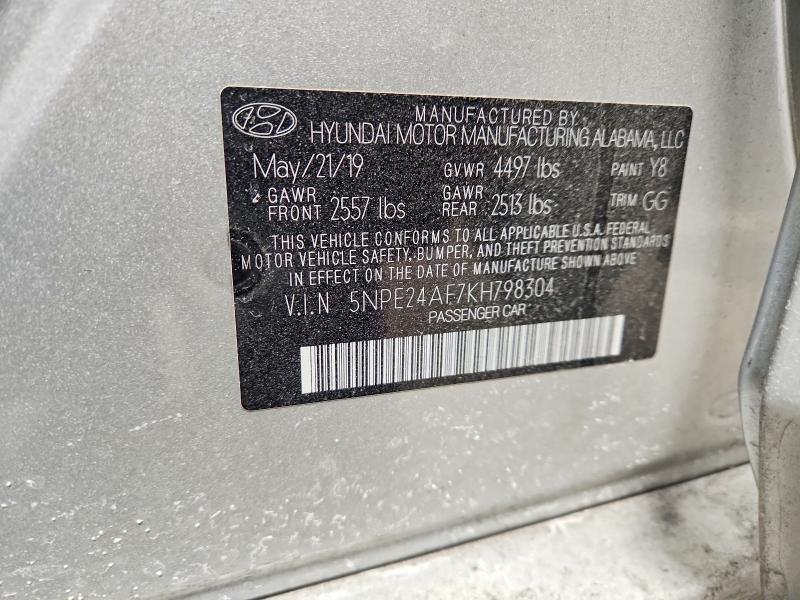 MANUFACTURED BY
HYUNDAI MOTOR MANUFACTURING ALABAMA, LLC
May/21/19 GVWR 4497 lbs PAINT Y8
GAWR FRONT 2557 lbs GAWR REAR 2513 lbs TRIM GG
THIS VEHICLE CONFORMS TO ALL APPLICABLE U.S.A. FEDERAL
MOTOR VEHICLE SAFETY, BUMPER, AND THEFT PREVENTION STANDARDS
IN EFFECT ON THE DATE OF MANUFACTURE SHOWN ABOVE
V.I.N 5NPE24AF7KH798304
PASSENGER CAR